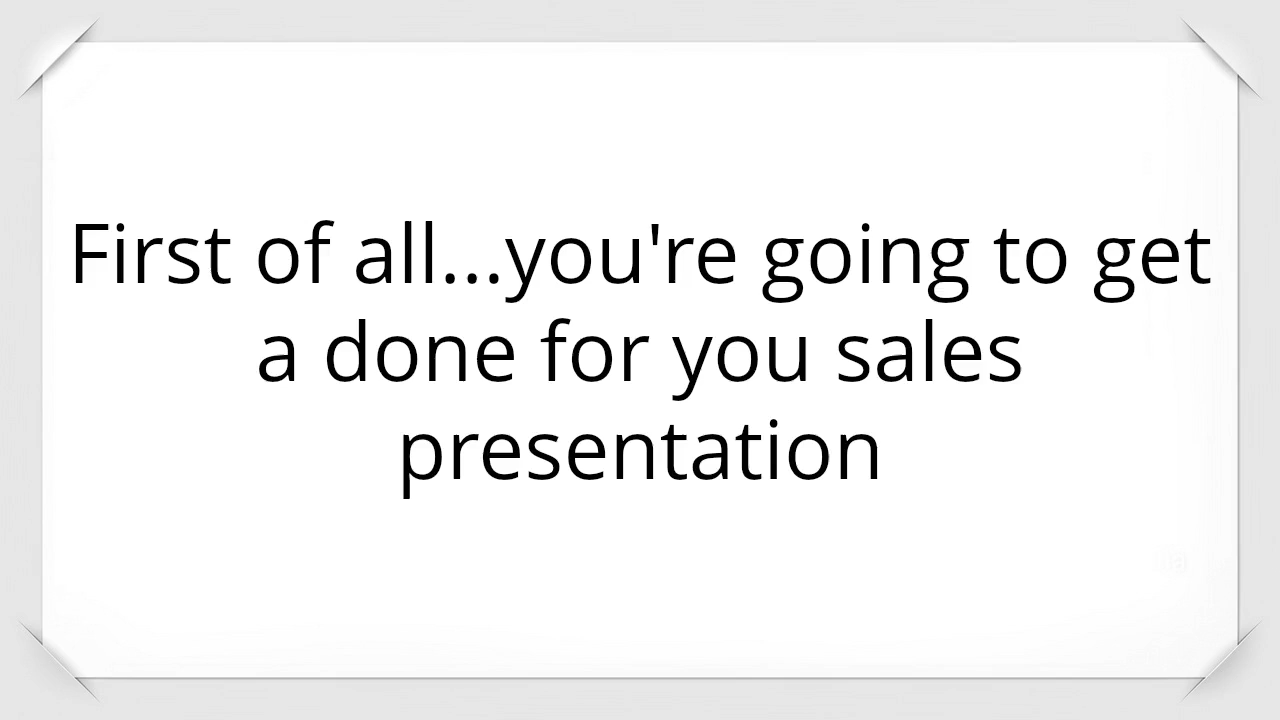 First of all...you're going to get
a done for you sales
presentation